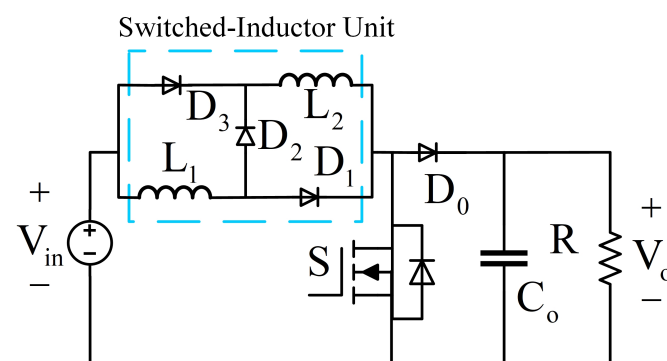 Switched-Inductor Unit
D3
L2
D2
L1
D1
+
D0
+
Vin
+
−
S
R
Vo
−
Co
−